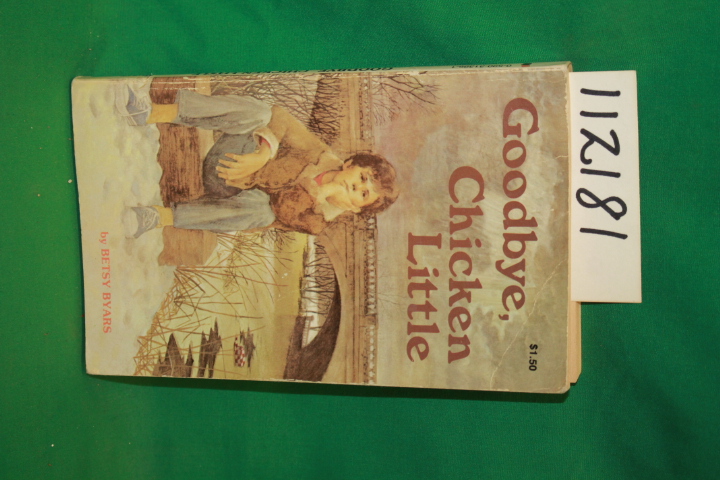 Goodbye,
Chicken
Little
$1.50
by BETSY BYARS
112181